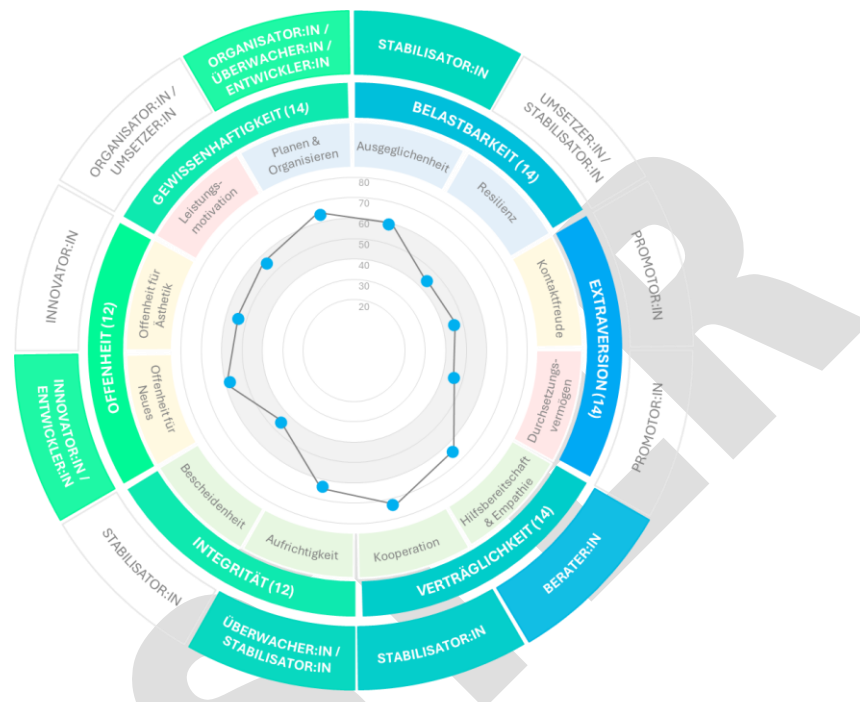 ORGANISATOR:IN /
ÜBERWACHER:IN /
ENTWICKLER:IN
STABILISATOR:IN
UMSETZER:IN/
STABILISATOR:IN
PROMOTOR:IN
PROMOTOR:IN
BERATER:IN
STABILISATOR:IN
ÜBERWACHER:IN /
STABILISATOR:IN
STABILISATOR:IN
INNOVATOR:IN /
ENTWICKLER:IN
INNOVATOR:IN
ORGANISATOR:IN /
UMSETZER:IN
GEWISSENHAFTIGKEIT (14)
BELASTBARKEIT (14)
EXTRAVERSION (14)
VERTRÄGLICHKEIT (14)
INTEGRITÄT (12)
OFFENHEIT (12)
Planen &
Organisieren
Ausgeglichenheit
Resilienz
Kontaktfreude
Durchsetzungs-
vermögen
Hilfsbereitschaft
& Empathie
Kooperation
Aufrichtigkeit
Bescheidenheit
Offenheit für
Neues
Offenheit für
Ästhetik
Leistungs-
motivation
80
70
60
50
40
30
20